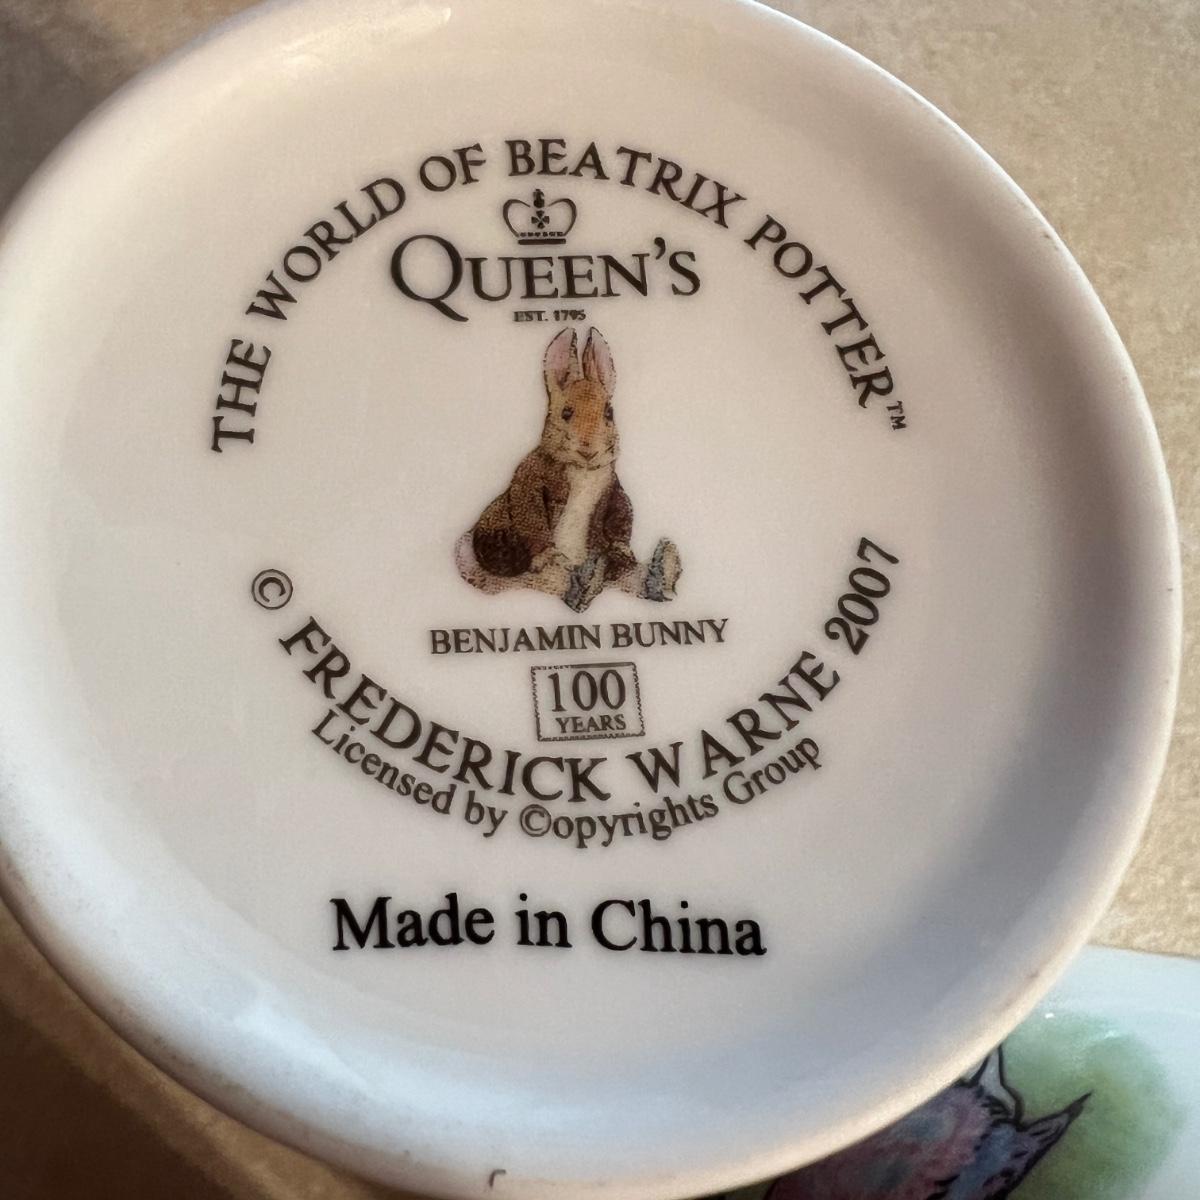 THE WORLD OF BEATRIX POTTER™
QUEEN'S
EST. 1795
BENJAMIN BUNNY
100
YEARS
© FREDERICK WARNE 2007
Licensed by ©opyrights Group
Made in China